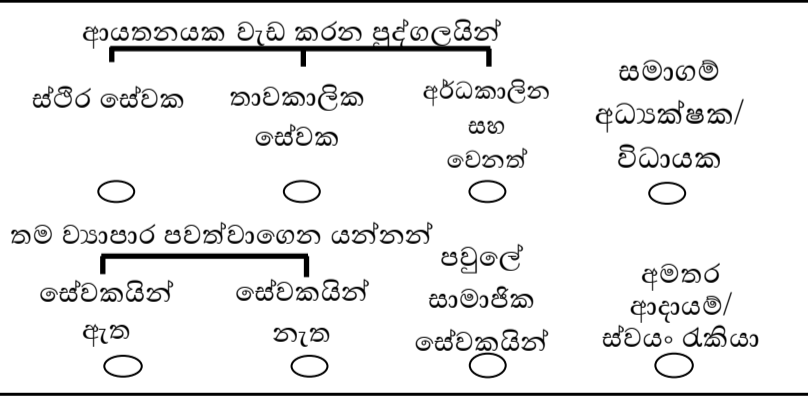 ආයතනයක වැඩ කරන පුද්ගලයින්
ස්ථිර සේවක
තාවකාලික
සේවක
අර්ධකාලින
සහ
වෙනත්
සමාගම්
අධ්‍යක්ෂක/
විධායක
තම ව්‍යාපාර පවත්වාගෙන යන්නන්
සේවකයින්
ඇත
සේවකයින්
නැත
පවුලේ
සාමාජික
සේවකයින්
අමතර
ආදායම්/
ස්වයං රැකියා